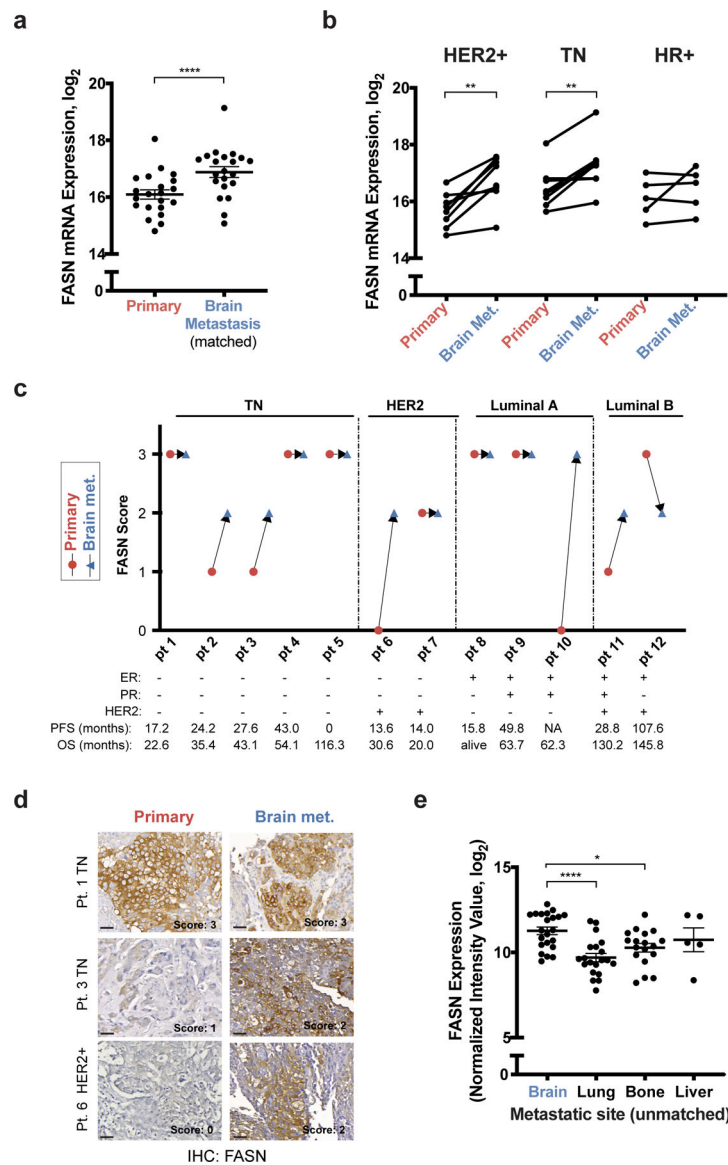 a
****
FASN mRNA Expression, log2
20
18
16
14
0
Primary
Brain
Metastasis
(matched)
b
HER2+ TN HR+
** **
FASN mRNA Expression, log2
20
18
16
14
0
Primary Brain Met. Primary Brain Met. Primary Brain Met.
c
TN HER2 Luminal A Luminal B
Primary
Brain met.
FASN Score
3
2
1
0
pt 1 pt 2 pt 3 pt 4 pt 5 pt 6 pt 7 pt 8 pt 9 pt 10 pt 11 pt 12
ER: - - - - - - - + + + + +
PR: - - - - - - - - + + + -
HER2: - - - - - + + - - - + +
PFS (months) 17.2 24.2 27.6 43.0 0 13.6 14.0 15.8 49.8 NA 28.8 107.6
OS (months) 22.6 35.4 43.1 54.1 116.3 30.6 20.0 alive 63.7 62.3 130.2 145.8
d
Primary Brain met.
Pt. 1 TN
Score: 3 Score: 3
Pt. 3 TN
Score: 1 Score: 2
Pt. 6 HER2+
Score: 0 Score: 2
IHC: FASN
e
*
****
FASN Expression
(Normalized Intensity Value, log2)
15
10
5
0
Brain Lung Bone Liver
Metastatic site (unmatched)